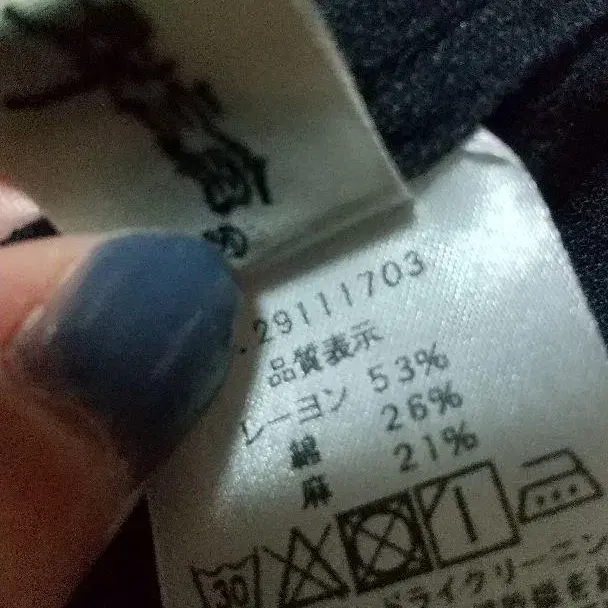 .29111703
品質表示
レーヨン 53%
綿 26%
麻 21%
30
ドライクリーニン